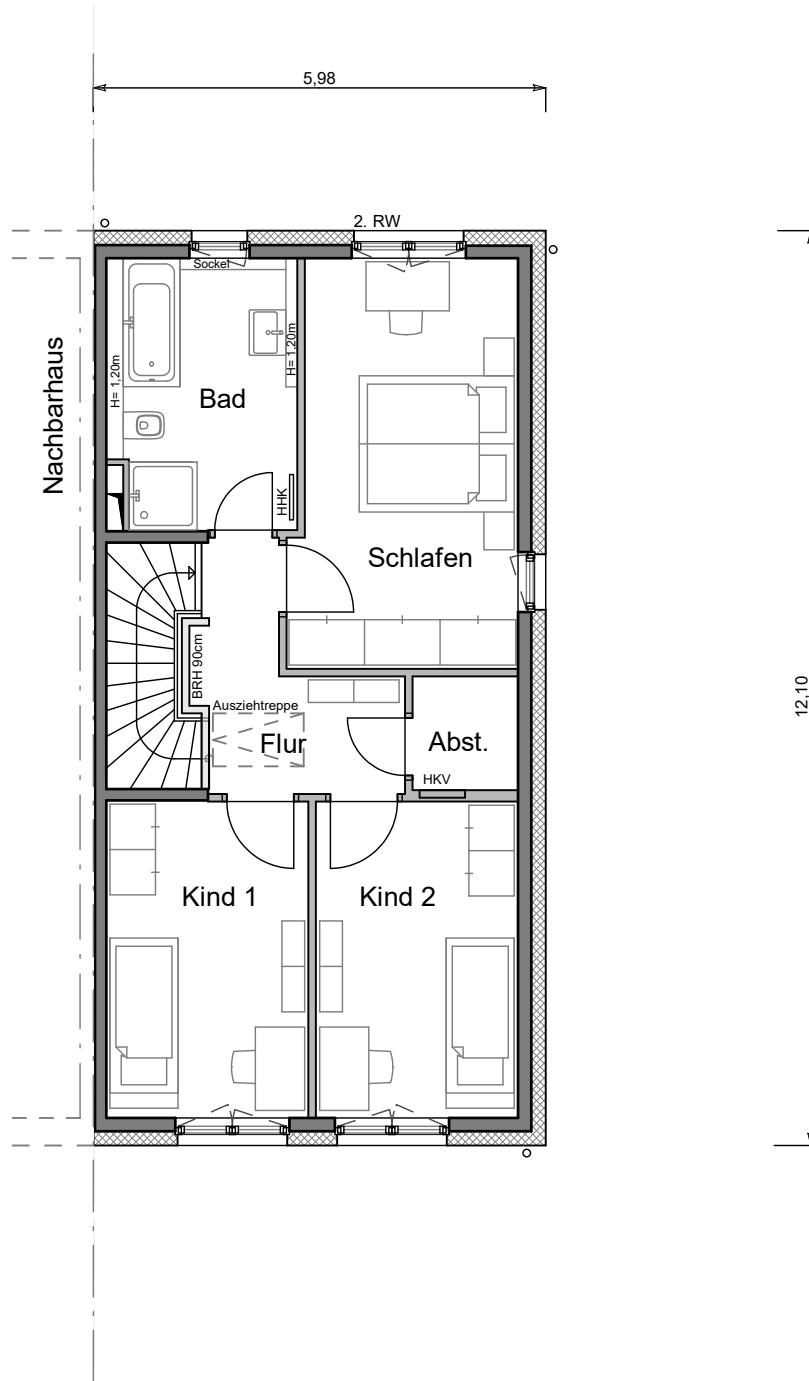 5,98
2. RW
Sockel
Nachbarhaus
H= 1,20m
H= 1.20m
Bad
HHK
Schlafen
12,10
BRH 90cm
Ausziehtreppe
Flur
Abst.
HKV
Kind 1
Kind 2